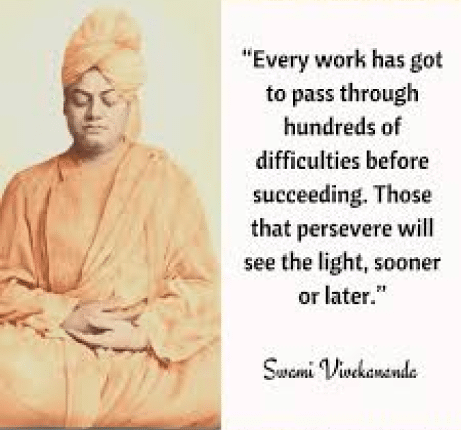 “Every work has got
to pass through
hundreds of
difficulties before
succeeding. Those
that persevere will
see the light, sooner
or later.”
Swami Vivekananda